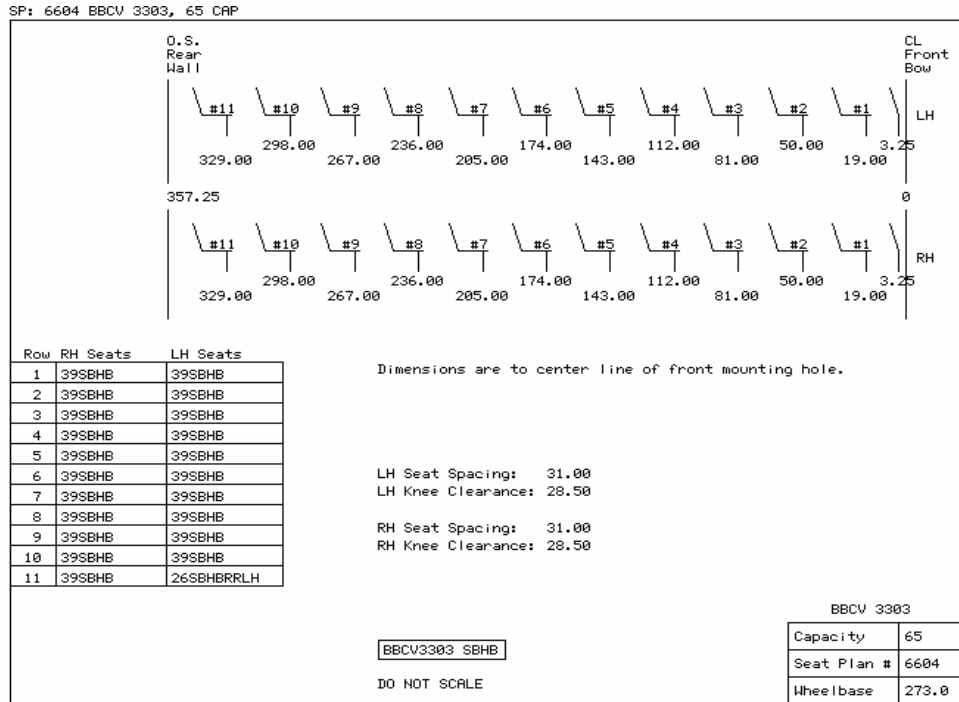 SP: 6604 BBCV 3303, 65 CAP
O.S. Rear Wall
CL Front Bow
#11 #10 #9 #8 #7 #6 #5 #4 #3 #2 #1 LH
298.00 236.00 174.00 112.00 50.00 3.25
329.00 267.00 205.00 143.00 81.00 19.00
357.25 0
#11 #10 #9 #8 #7 #6 #5 #4 #3 #2 #1 RH
298.00 236.00 174.00 112.00 50.00 3.25
329.00 267.00 205.00 143.00 81.00 19.00
Row RH Seats LH Seats
1 39SBHB 39SBHB
2 39SBHB 39SBHB
3 39SBHB 39SBHB
4 39SBHB 39SBHB
5 39SBHB 39SBHB
6 39SBHB 39SBHB
7 39SBHB 39SBHB
8 39SBHB 39SBHB
9 39SBHB 39SBHB
10 39SBHB 39SBHB
11 39SBHB 26SBHBRRLH
Dimensions are to center line of front mounting hole.
LH Seat Spacing: 31.00
LH Knee Clearance: 28.50
RH Seat Spacing: 31.00
RH Knee Clearance: 28.50
BBCV3303 SBHB
DO NOT SCALE
BBCV 3303
Capacity 65
Seat Plan # 6604
Wheelbase 273.0